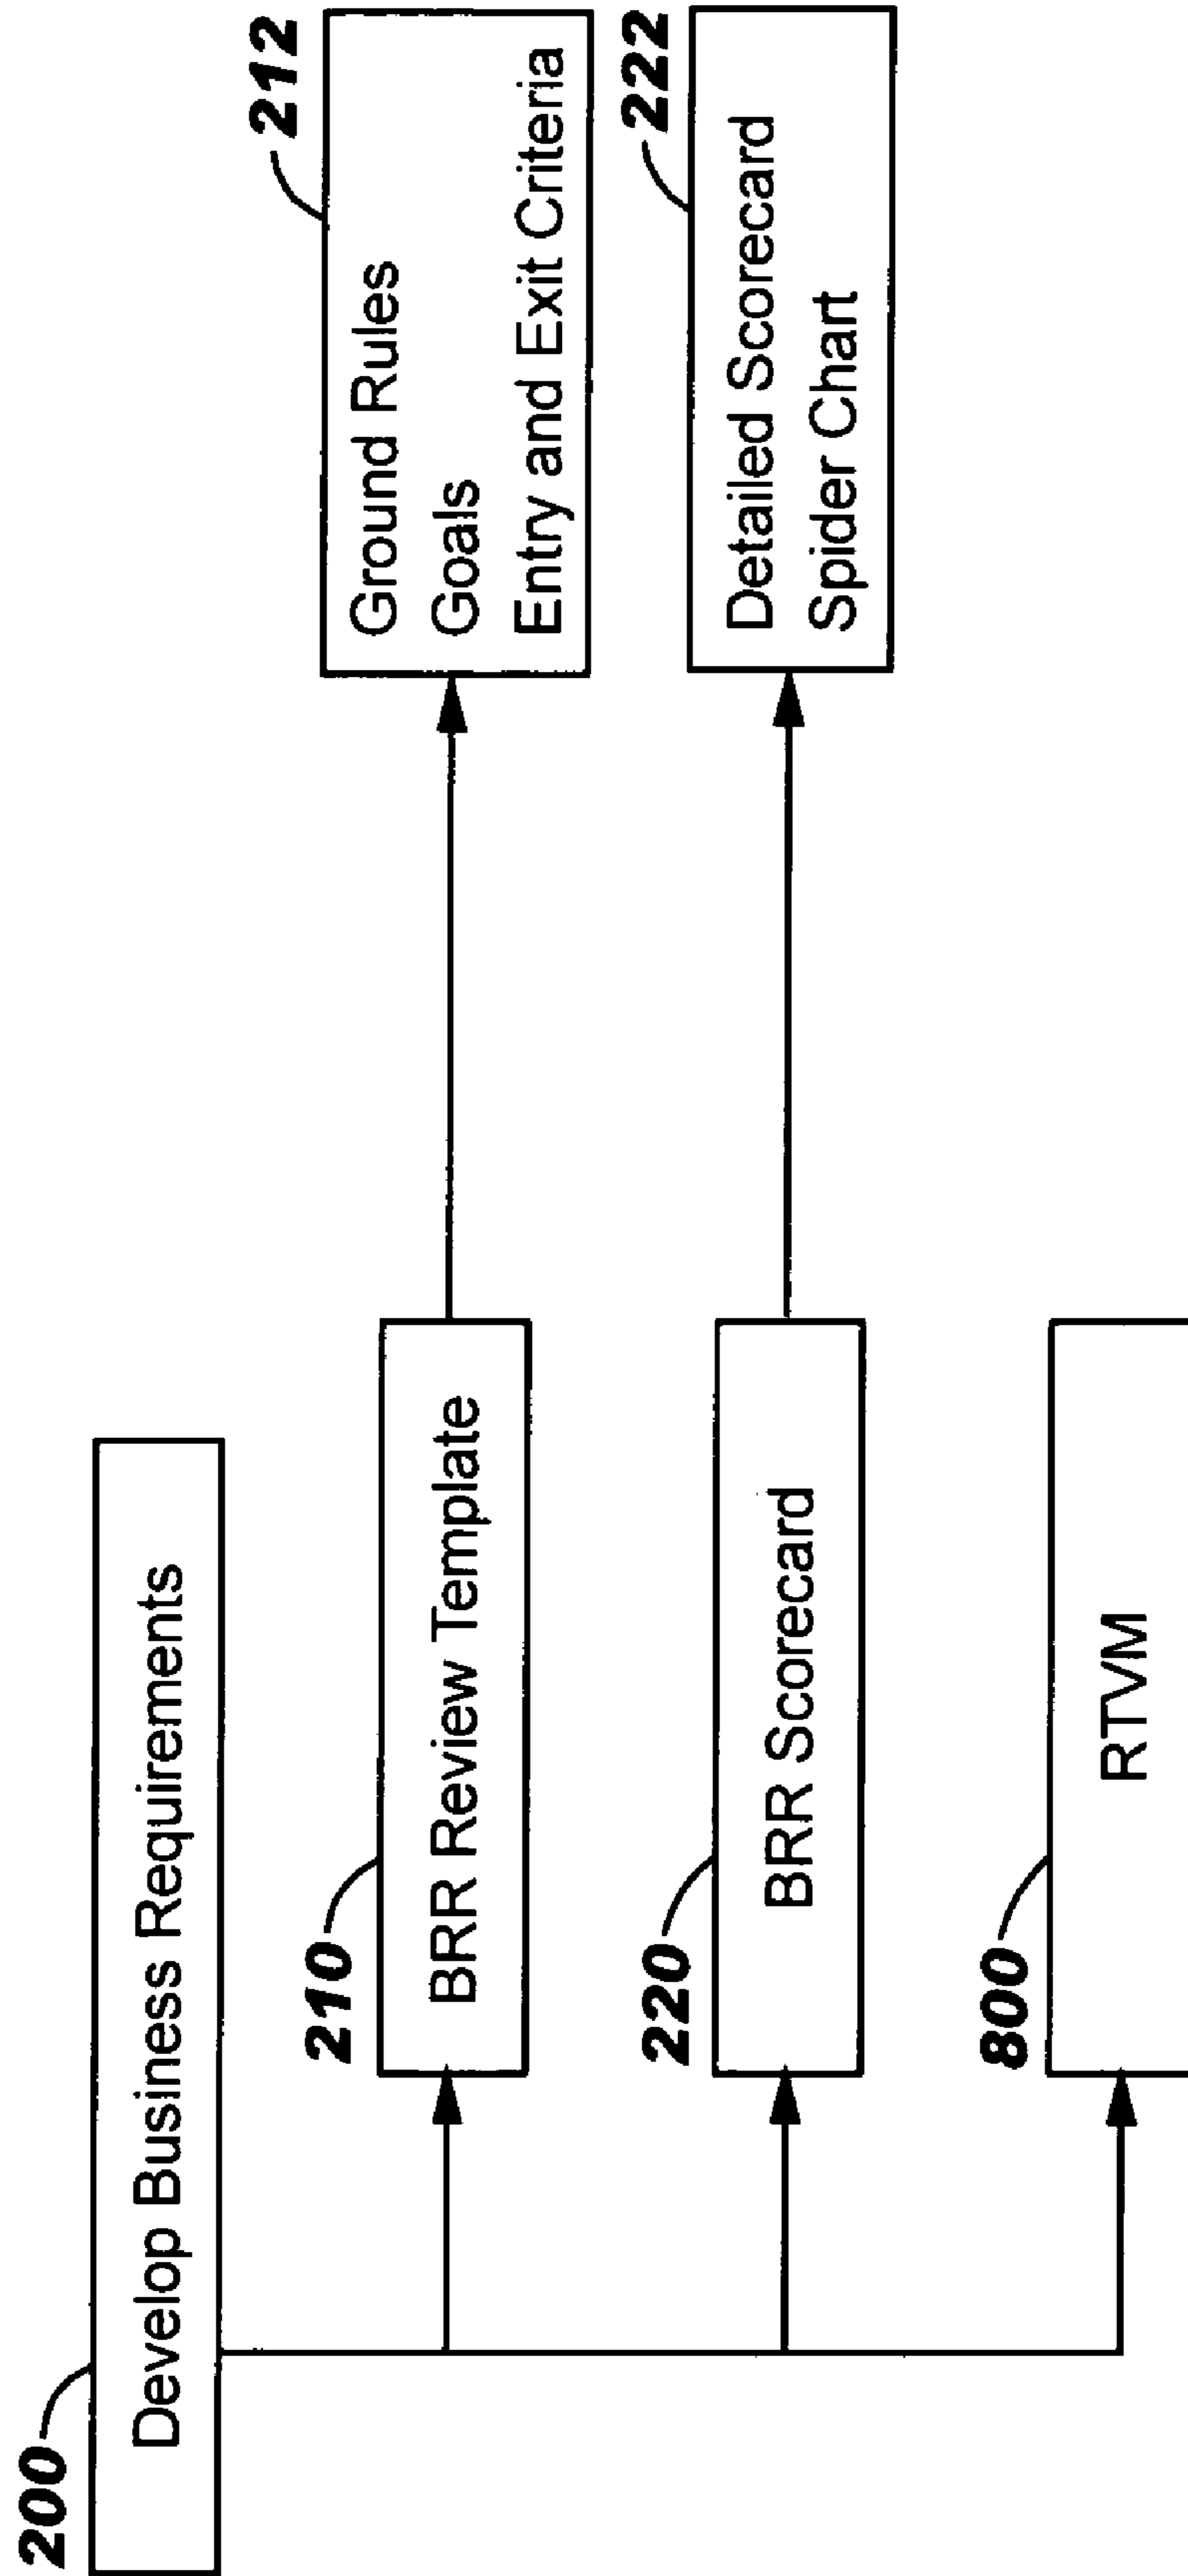 200
Develop Business Requirements
210
BRR Review Template
212
Ground Rules
Goals
Entry and Exit Criteria
220
BRR Scorecard
222
Detailed Scorecard
Spider Chart
800
RTVM